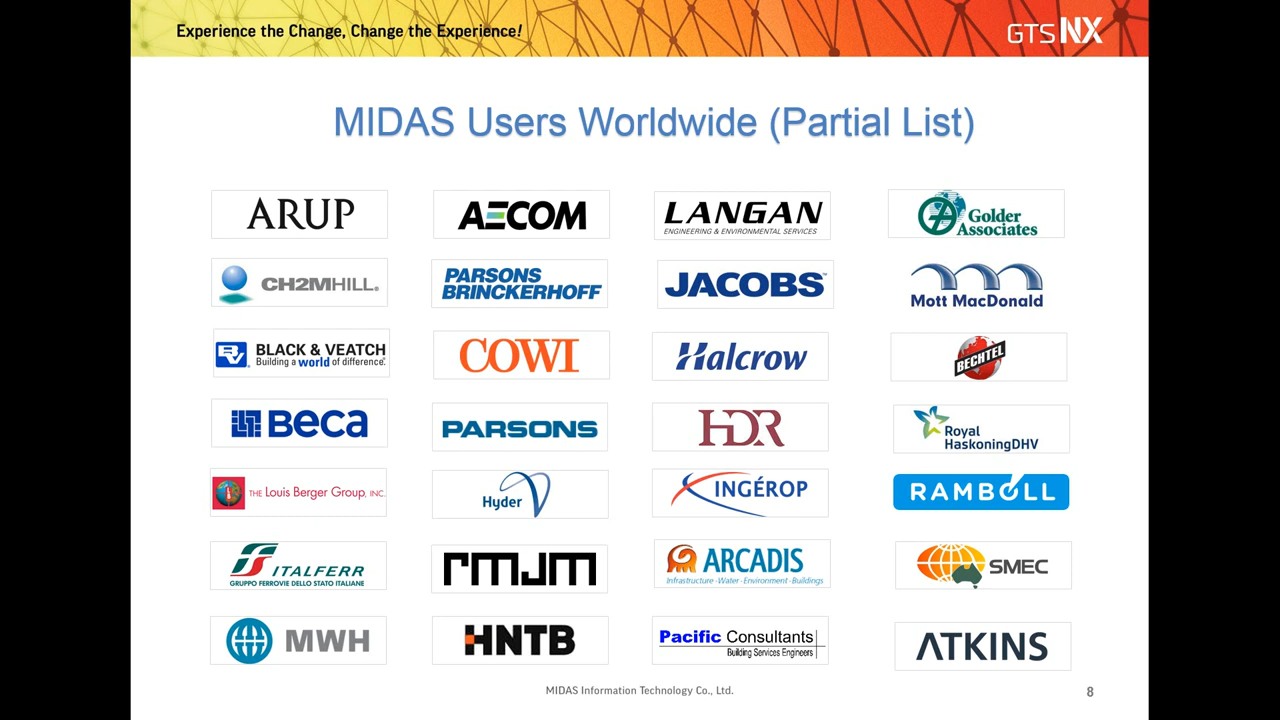 Experience the Change, Change the Experience!
GTSNX
MIDAS Users Worldwide (Partial List)
ARUP
AECOM
LANGAN
ENGINEERING & ENVIRONMENTAL SERVICES
Golder
Associates
CH2MHILL®
PARSONS
BRINCKERHOFF
JACOBS™
Mott MacDonald
BV®
BLACK & VEATCH
Building a world of difference.®
COWI
Halcrow
BECHTEL
Beca
PARSONS
HDR
Royal
HaskoningDHV
THE Louis Berger Group, INC.
Hyder
INGÉROP
RAMBOLL
ITALFERR
GRUPPO FERROVIE DELLO STATO ITALIANE
rmjm
ARCADIS
Infrastructure · Water · Environment · Buildings
SMEC
MWH
HNTB
Pacific Consultants
Building Services Engineers
ATKINS
MIDAS Information Technology Co., Ltd.
8